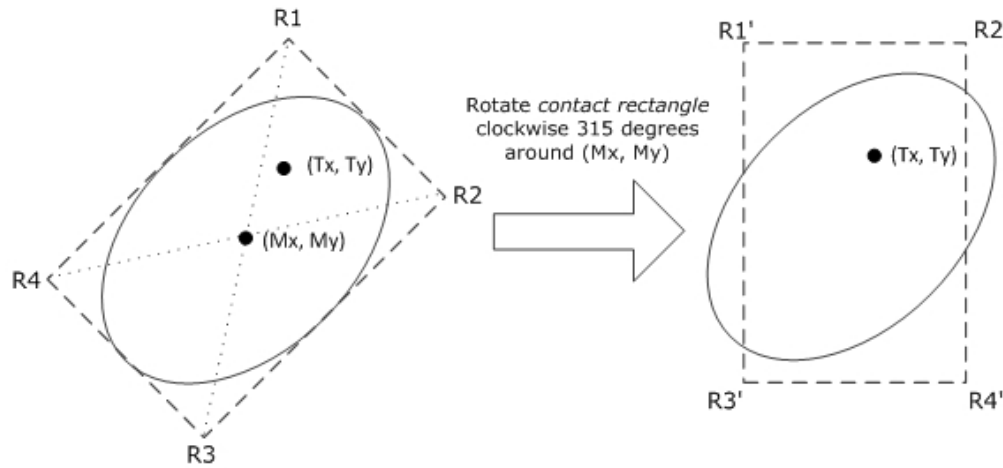 R1
(Tx, Ty)
R2
(Mx, My)
R4
R3
Rotate contact rectangle
clockwise 315 degrees
around (Mx, My)
R1'
R2
(Tx, Ty)
R3'
R4'